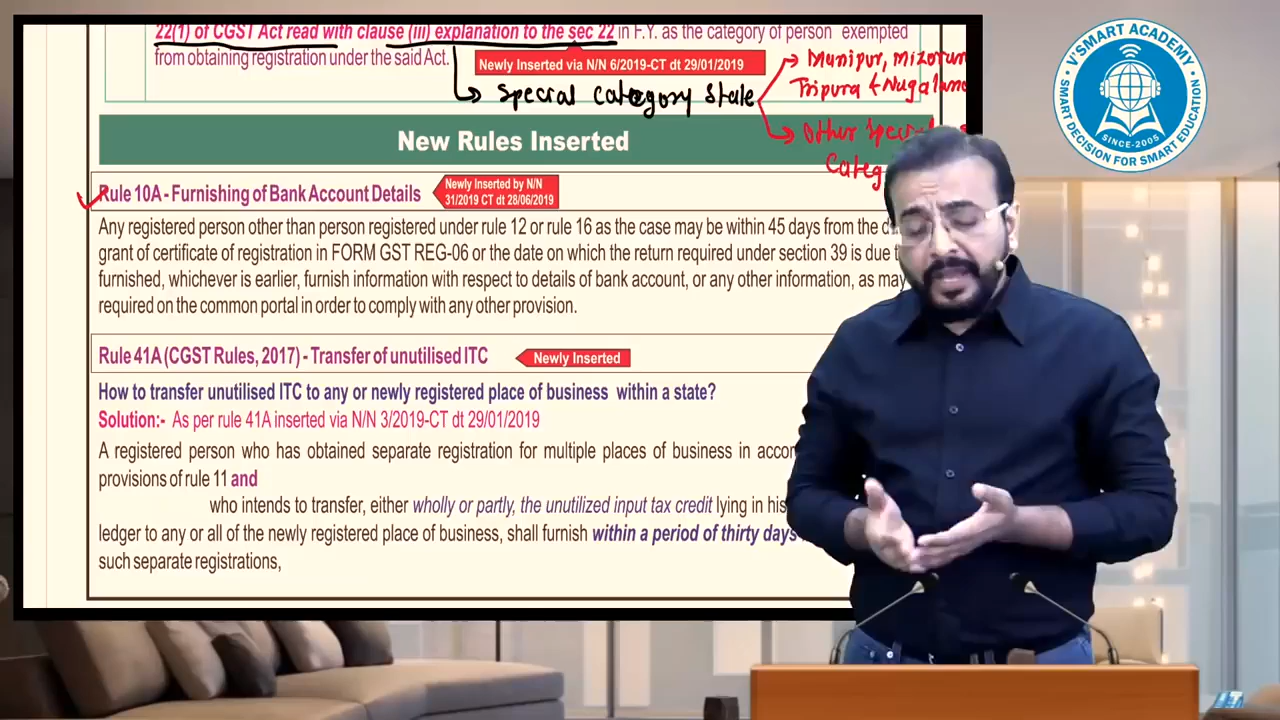 22(1) of CGST Act read with clause (iii) explanation to the sec 22 in F.Y. as the category of person exempted
from obtaining registration under the said Act.
Newly Inserted via N/N 6/2019-CT dt 29/01/2019
Special Category State
Manipur, Mizoram
Tripura & Nagaland
Other Special
Categ
New Rules Inserted
Rule 10A - Furnishing of Bank Account Details
Newly Inserted by N/N
31/2019 CT dt 28/06/2019
Any registered person other than person registered under rule 12 or rule 16 as the case may be within 45 days from the
grant of certificate of registration in FORM GST REG-06 or the date on which the return required under section 39 is due
furnished, whichever is earlier, furnish information with respect to details of bank account, or any other information, as may
required on the common portal in order to comply with any other provision.
Rule 41A (CGST Rules, 2017) - Transfer of unutilised ITC
Newly Inserted
How to transfer unutilised ITC to any or newly registered place of business within a state?
Solution:- As per rule 41A inserted via N/N 3/2019-CT dt 29/01/2019
A registered person who has obtained separate registration for multiple places of business in accor
provisions of rule 11 and
who intends to transfer, either wholly or partly, the unutilized input tax credit lying in his
ledger to any or all of the newly registered place of business, shall furnish within a period of thirty days
such separate registrations,
V'SMART ACADEMY
SMART DECISION FOR SMART EDUCATION
SINCE-2005